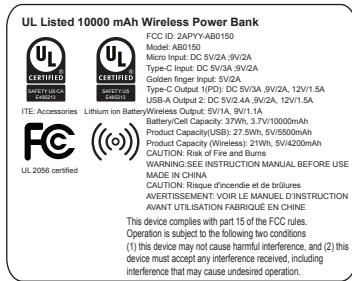 UL Listed 10000 mAh Wireless Power Bank
UL
®
CERTIFIED
SAFETY US-CA
E485213
ITE: Accessories
UL
®
CERTIFIED
SAFETY US-CA
E485213
Lithium ion Battery
FC
UL 2056 certified
FCC ID: 2APYY-AB0150
Model: AB0150
Micro Input: DC 5V/2A ;9V/2A
Type-C Input: DC 5V/3A ;9V/2A
Golden finger Input: 5V/2A
Type-C Output 1(PD): DC 5V/3A ,9V/2A, 12V/1.5A
USB-A Output 2: DC 5V/2.4A ,9V/2A, 12V/1.5A
Wireless Output: 5V/1A, 9V/1.1A
Battery/Cell Capacity: 37Wh, 3.7V/10000mAh
Product Capacity(USB): 27.5Wh, 5V/5500mAh
Product Capacity (Wireless): 21Wh, 5V/4200mAh
CAUTION: Risk of Fire and Burns
WARNING:SEE INSTRUCTION MANUAL BEFORE USE
MADE IN CHINA
CAUTION: Risque d'incendie et de brûlures
AVERTISSEMENT: VOIR LE MANUEL D'INSTRUCTION
AVANT UTILISATION FABRIQUÉ EN CHINE
This device complies with part 15 of the FCC rules.
Operation is subject to the following two conditions
(1) this device may not cause harmful interference, and (2) this
device must accept any interference received, including
interference that may cause undesired operation.